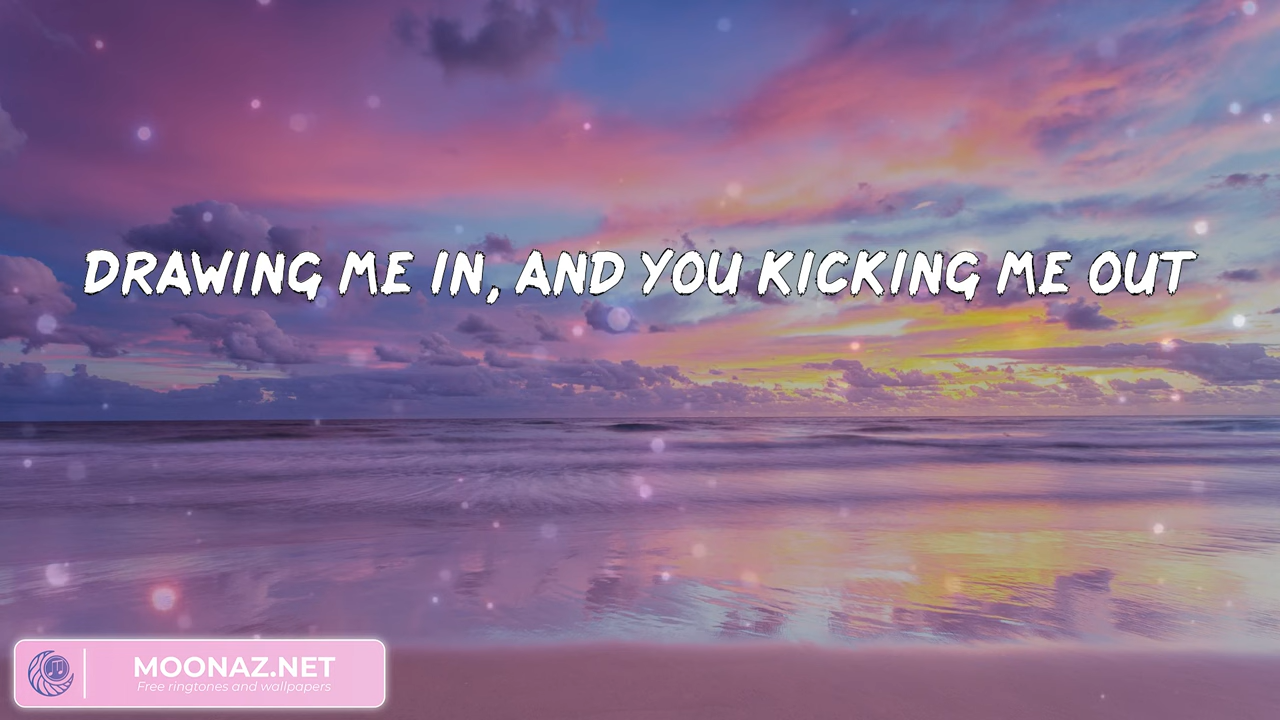 DRAWING ME IN, AND YOU KICKING ME OUT
MOONAZ.NET
Free ringtones and wallpapers